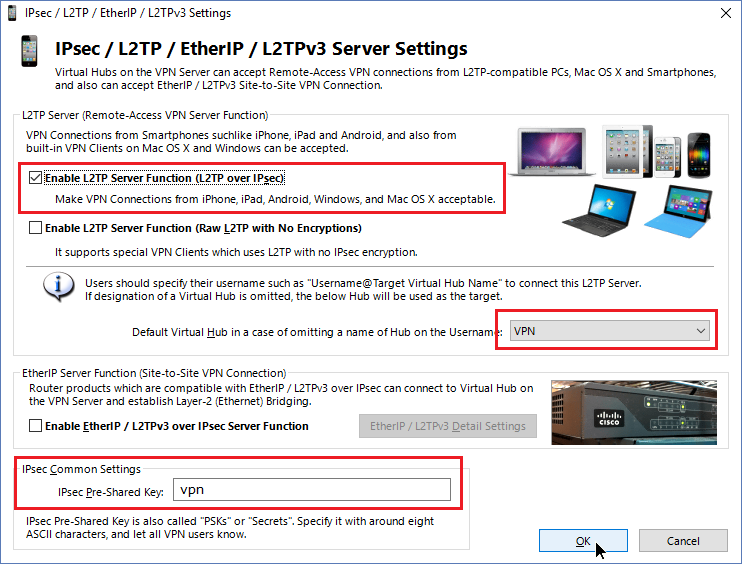 IPsec / L2TP / EtherIP / L2TPv3 Settings
IPsec / L2TP / EtherIP / L2TPv3 Server Settings
Virtual Hubs on the VPN Server can accept Remote-Access VPN connections from L2TP-compatible PCs, Mac OS X and Smartphones,
and also can accept EtherIP / L2TPv3 Site-to-Site VPN Connection.
L2TP Server (Remote-Access VPN Server Function)
VPN Connections from Smartphones suchlike iPhone, iPad and Android, and also from
built-in VPN Clients on Mac OS X and Windows can be accepted.
Enable L2TP Server Function (L2TP over IPsec)
Make VPN Connections from iPhone, iPad, Android, Windows, and Mac OS X acceptable.
Enable L2TP Server Function (Raw L2TP with No Encryptions)
It supports special VPN Clients which uses L2TP with no IPsec encryption.
Users should specify their username such as "Username@Target Virtual Hub Name" to connect this L2TP Server.
If designation of a Virtual Hub is omitted, the below Hub will be used as the target.
Default Virtual Hub in a case of omitting a name of Hub on the Username: VPN
EtherIP Server Function (Site-to-Site VPN Connection)
Router products which are compatible with EtherIP / L2TPv3 over IPsec can connect to Virtual Hub on
the VPN Server and establish Layer-2 (Ethernet) Bridging.
Enable EtherIP / L2TPv3 over IPsec Server Function
EtherIP / L2TPv3 Detail Settings
CISCO
IPsec Common Settings
IPsec Pre-Shared Key: vpn
IPsec Pre-Shared Key is also called "PSKs" or "Secrets". Specify it with around eight
ASCII characters, and let all VPN users know.
OK
Cancel